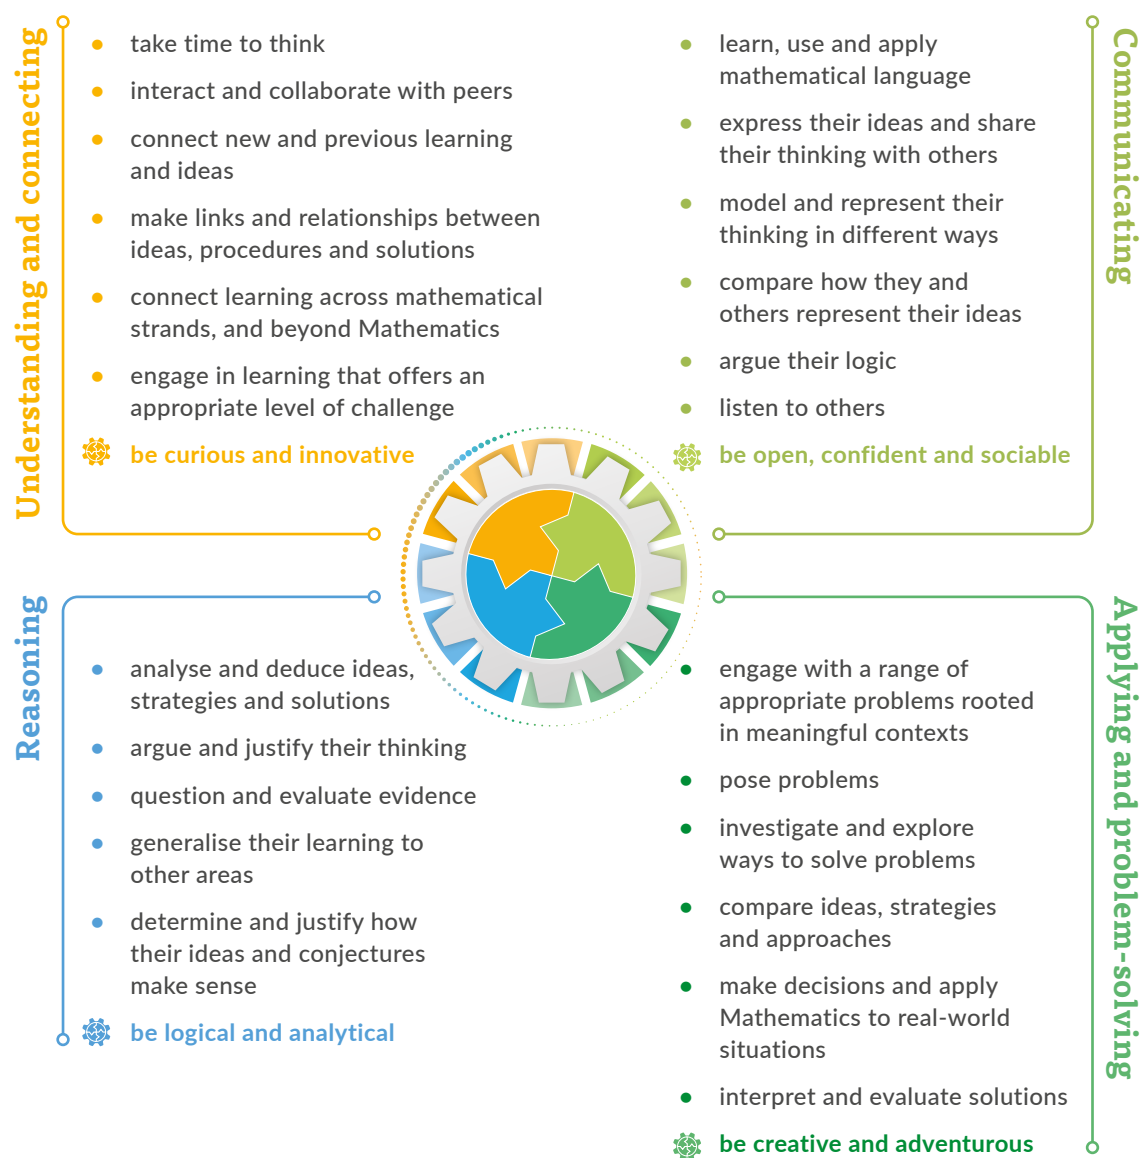 Understanding and connecting
take time to think
interact and collaborate with peers
connect new and previous learning
and ideas
make links and relationships between
ideas, procedures and solutions
connect learning across mathematical
strands, and beyond Mathematics
engage in learning that offers an
appropriate level of challenge
be curious and innovative
Communicating
learn, use and apply
mathematical language
express their ideas and share
their thinking with others
model and represent their
thinking in different ways
compare how they and
others represent their ideas
argue their logic
listen to others
be open, confident and sociable
Reasoning
analyse and deduce ideas,
strategies and solutions
argue and justify their thinking
question and evaluate evidence
generalise their learning to
other areas
determine and justify how
their ideas and conjectures
make sense
be logical and analytical
Applying and problem-solving
engage with a range of
appropriate problems rooted
in meaningful contexts
pose problems
investigate and explore
ways to solve problems
compare ideas, strategies
and approaches
make decisions and apply
Mathematics to real-world
situations
interpret and evaluate solutions
be creative and adventurous